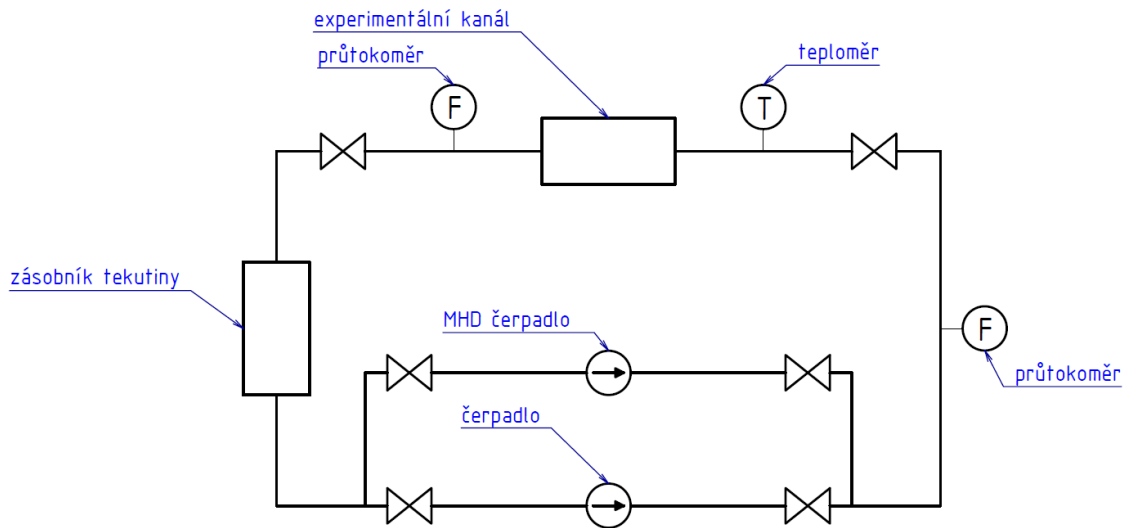 experimentální kanál
průtokoměr
teploměr
F
T
zásobník tekutiny
MHD čerpadlo
F
průtokoměr
čerpadlo